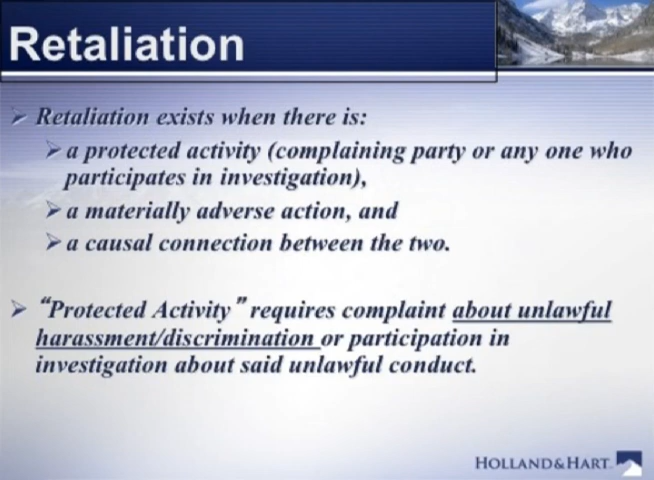 Retaliation
➢ Retaliation exists when there is:
➢ a protected activity (complaining party or any one who
participates in investigation),
➢ a materially adverse action, and
➢ a causal connection between the two.
➢ “Protected Activity” requires complaint about unlawful
harassment/discrimination or participation in
investigation about said unlawful conduct.
HOLLAND & HART